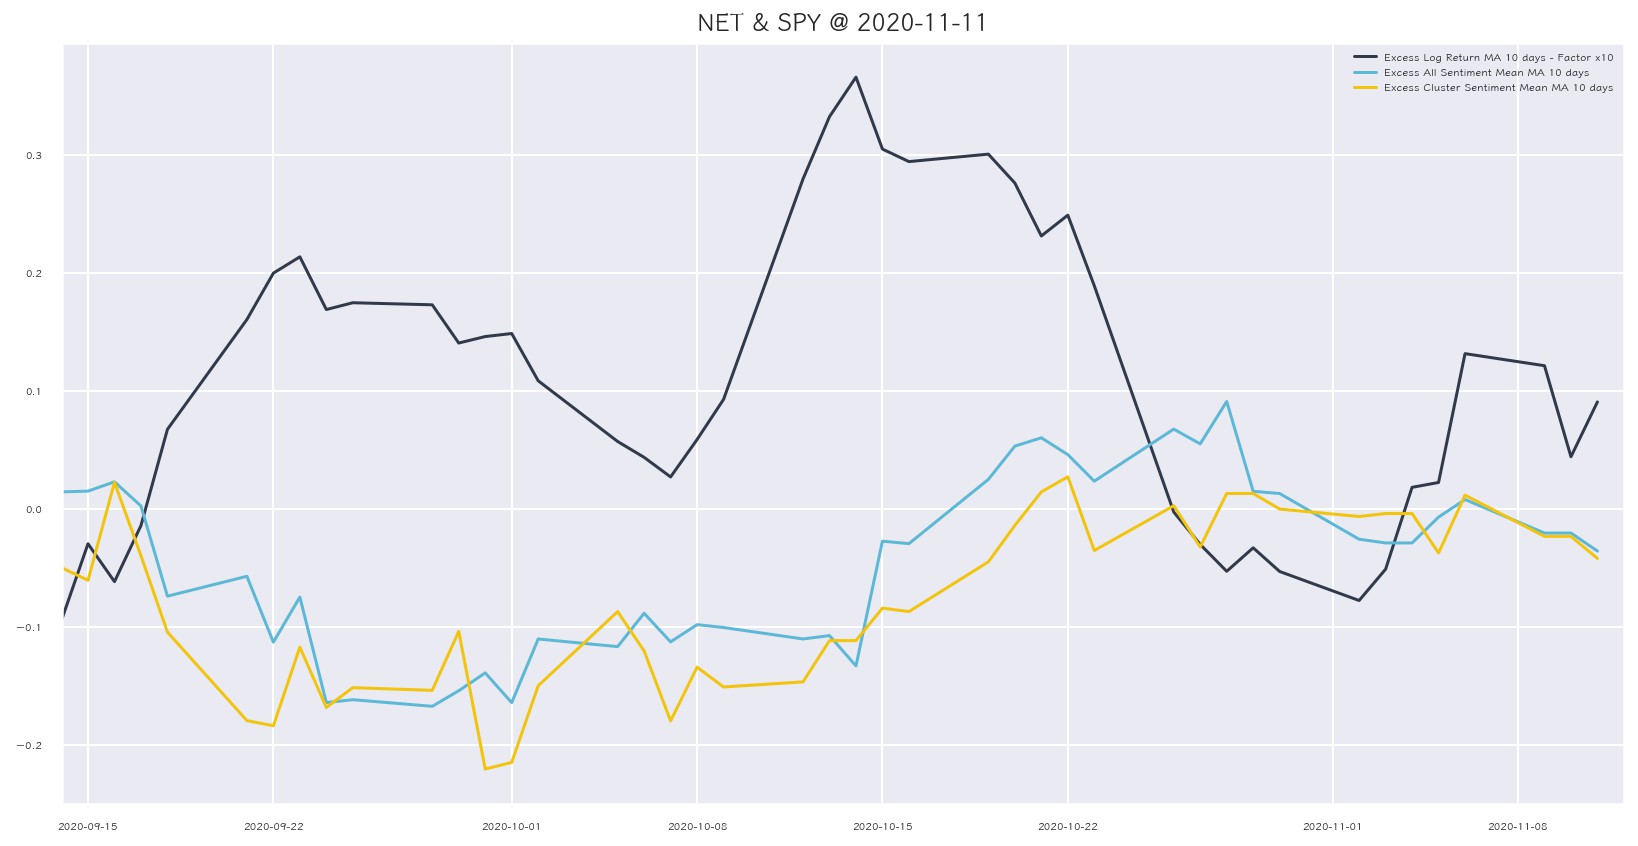 NET & SPY @ 2020-11-11
Excess Log Return MA 10 days - Factor x10
Excess All Sentiment Mean MA 10 days
Excess Cluster Sentiment Mean MA 10 days
0.3
0.2
0.1
0.0
−0.1
−0.2
2020-09-15 2020-09-22 2020-10-01 2020-10-08 2020-10-15 2020-10-22 2020-11-01 2020-11-08